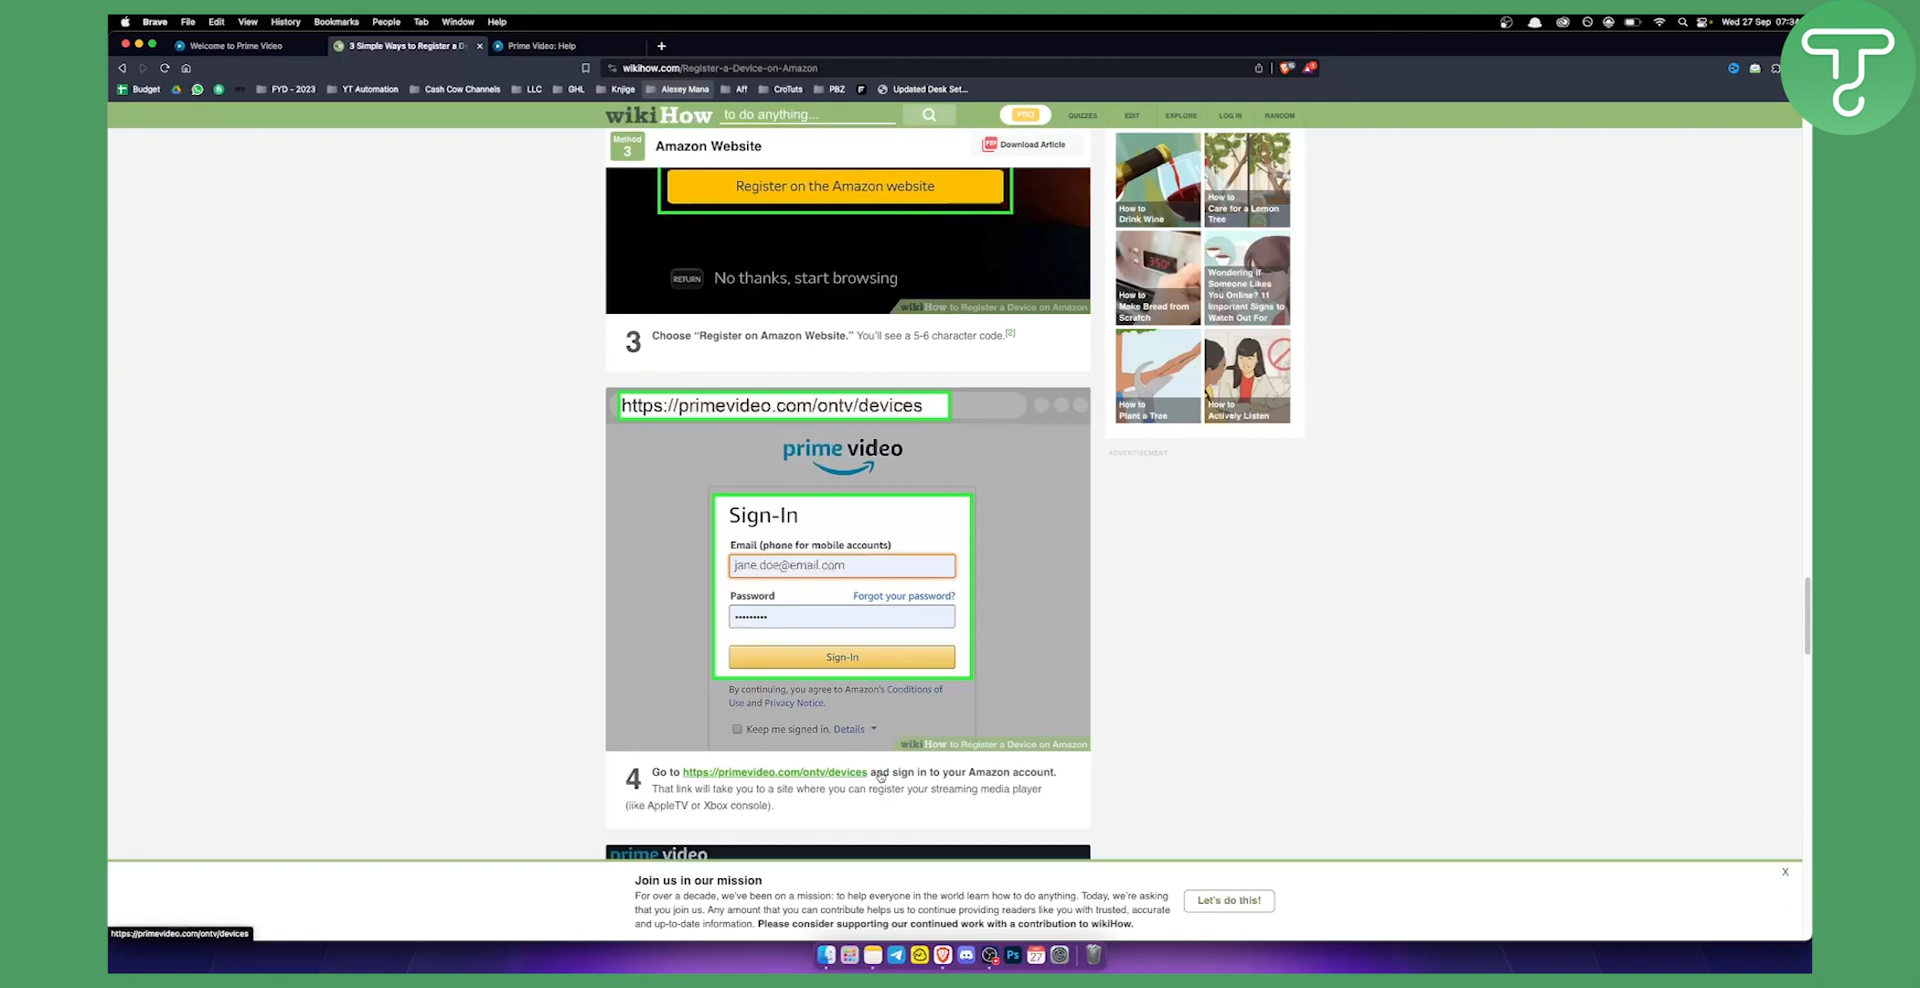 Brave File Edit View History Bookmarks People Tab Window Help
Wed 27 Sep 07:34
Welcome to Prime Video
3 Simple Ways to Register a D
Prime Video: Help
wikihow.com/Register-a-Device-on-Amazon
Budget
FYD - 2023
YT Automation
Cash Cow Channels
LLC
GHL
Knjige
Alexey Mana
Aff
CroTuts
PBZ
Updated Desk Set...
wikiHow to do anything...
PRO
QUIZZES
EDIT
EXPLORE
LOG IN
RANDOM
Method
3
Amazon Website
Download Article
Register on the Amazon website
RETURN No thanks, start browsing
wikiHow to Register a Device on Amazon
3 Choose “Register on Amazon Website.” You'll see a 5-6 character code.[2]
https://primevideo.com/ontv/devices
prime video
Sign-In
Email (phone for mobile accounts)
jane.doe@email.com
Password Forgot your password?
Sign-In
By continuing, you agree to Amazon's Conditions of
Use and Privacy Notice.
Keep me signed in. Details
wikiHow to Register a Device on Amazon
4 Go to https://primevideo.com/ontv/devices and sign in to your Amazon account.
That link will take you to a site where you can register your streaming media player
(like AppleTV or Xbox console).
prime video
How to
Drink Wine
How to
Care for a Lemon
Tree
How to
Make Bread from
Scratch
Wondering if
Someone Likes
You Online? 11
Important Signs to
Watch Out For
How to
Plant a Tree
How to
Actively Listen
ADVERTISEMENT
Join us in our mission
For over a decade, we've been on a mission: to help everyone in the world learn how to do anything. Today, we're asking
that you join us. Any amount that you can contribute helps us to continue providing readers like you with trusted, accurate
and up-to-date information. Please consider supporting our continued work with a contribution to wikiHow.
Let's do this!
X
https://primevideo.com/ontv/devices
Ps
27